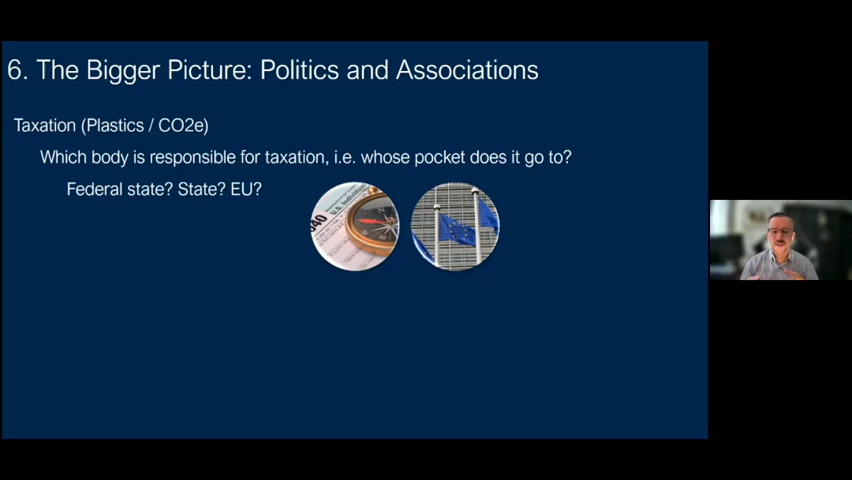 6. The Bigger Picture: Politics and Associations
Taxation (Plastics / CO2e)
Which body is responsible for taxation, i.e. whose pocket does it go to?
Federal state? State? EU?
U.S. Individual